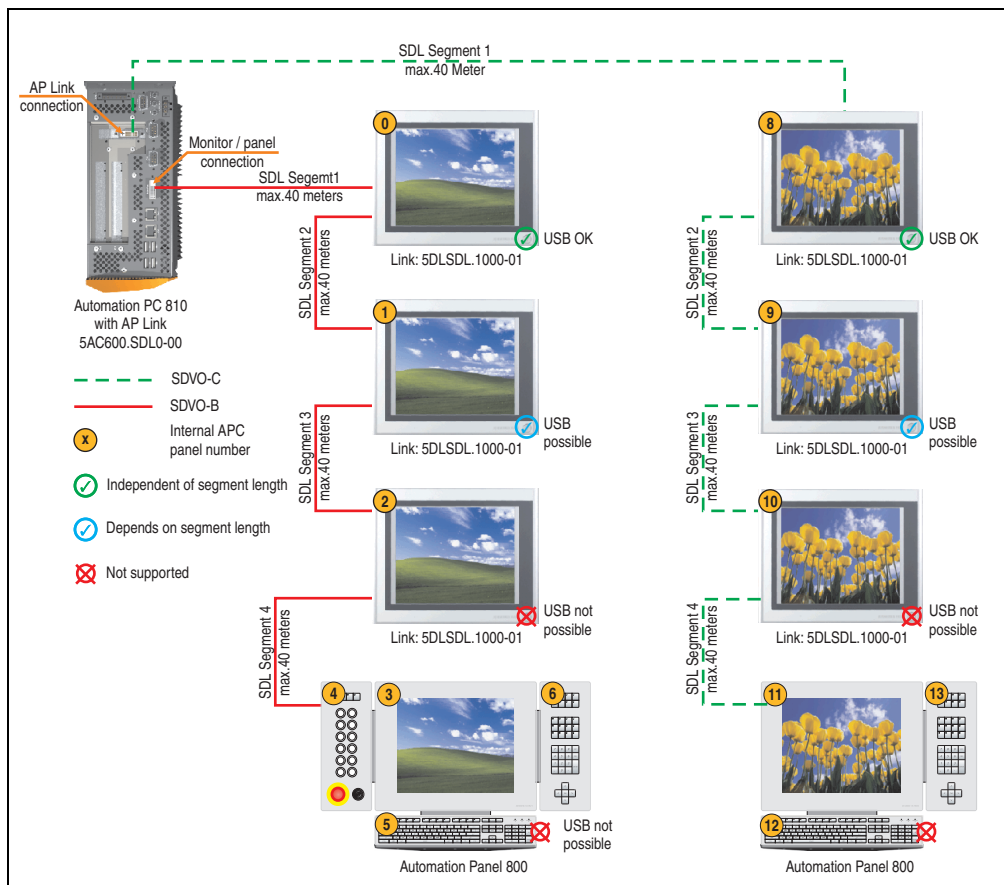 SDL Segment 1
max.40 Meter
AP Link
connection
Monitor / panel
connection
SDL Segemt1
max.40 meters
0
USB OK
Link: 5DLSDL.1000-01
8
USB OK
Link: 5DLSDL.1000-01
SDL Segment 2
max.40 meters
SDL Segment 2
max.40 meters
Automation PC 810
with AP Link
5AC600.SDL0-00
SDVO-C
SDVO-B
x
Internal APC
panel number
Independent of segment length
Depends on segment length
Not supported
1
USB
possible
Link: 5DLSDL.1000-01
9
USB
possible
Link: 5DLSDL.1000-01
SDL Segment 3
max.40 meters
SDL Segment 3
max.40 meters
2
USB not
possible
Link: 5DLSDL.1000-01
10
USB not
possible
Link: 5DLSDL.1000-01
SDL Segment 4
max.40 meters
SDL Segment 4
max.40 meters
4
3
6
5
USB not
possible
Automation Panel 800
11
13
12
Automation Panel 800